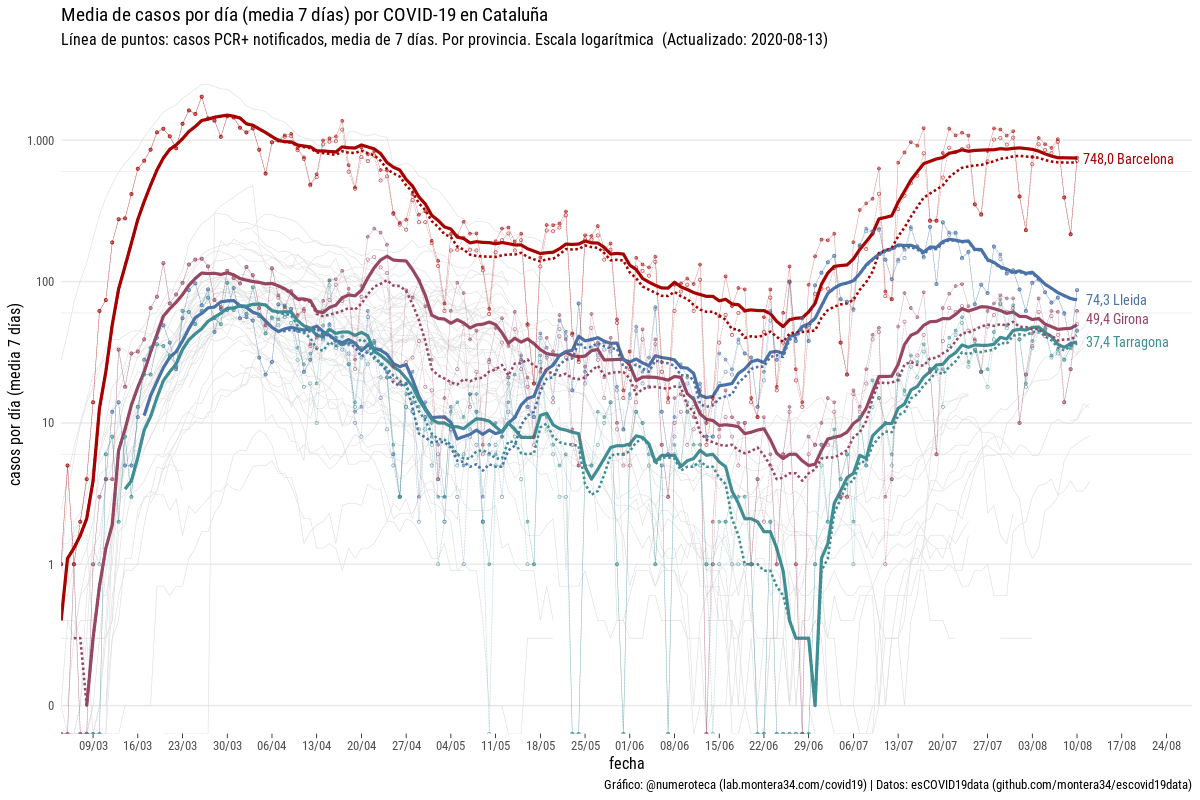 Media de casos por día (media 7 días) por COVID-19 en Cataluña
Línea de puntos: casos PCR+ notificados, media de 7 días. Por provincia. Escala logarítmica (Actualizado: 2020-08-13)
casos por día (media 7 días)
1.000
100
10
1
0
748,0 Barcelona
74,3 Lleida
49,4 Girona
37,4 Tarragona
09/03 16/03 23/03 30/03 06/04 13/04 20/04 27/04 04/05 11/05 18/05 25/05 01/06 08/06 15/06 22/06 29/06 06/07 13/07 20/07 27/07 03/08 10/08 17/08 24/08
fecha
Gráfico: @numeroteca (lab.montera34.com/covid19) | Datos: esCOVID19data (github.com/montera34/escovid19data)